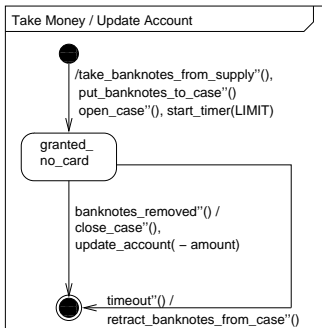 Take Money / Update Account
/take_banknotes_from_supply''(),
put_banknotes_to_case''()
open_case''(), start_timer(LIMIT)
granted_
no_card
banknotes_removed''() /
close_case''(),
update_account( − amount)
timeout''() /
retract_banknotes_from_case''()